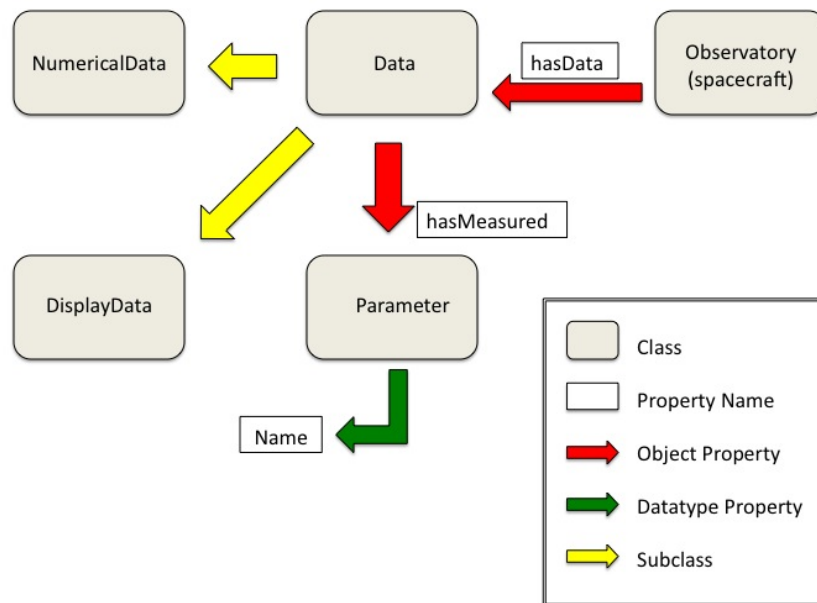 NumericalData
Data
hasData
Observatory
(spacecraft)
hasMeasured
DisplayData
Parameter
Name
Class
Property Name
Object Property
Datatype Property
Subclass